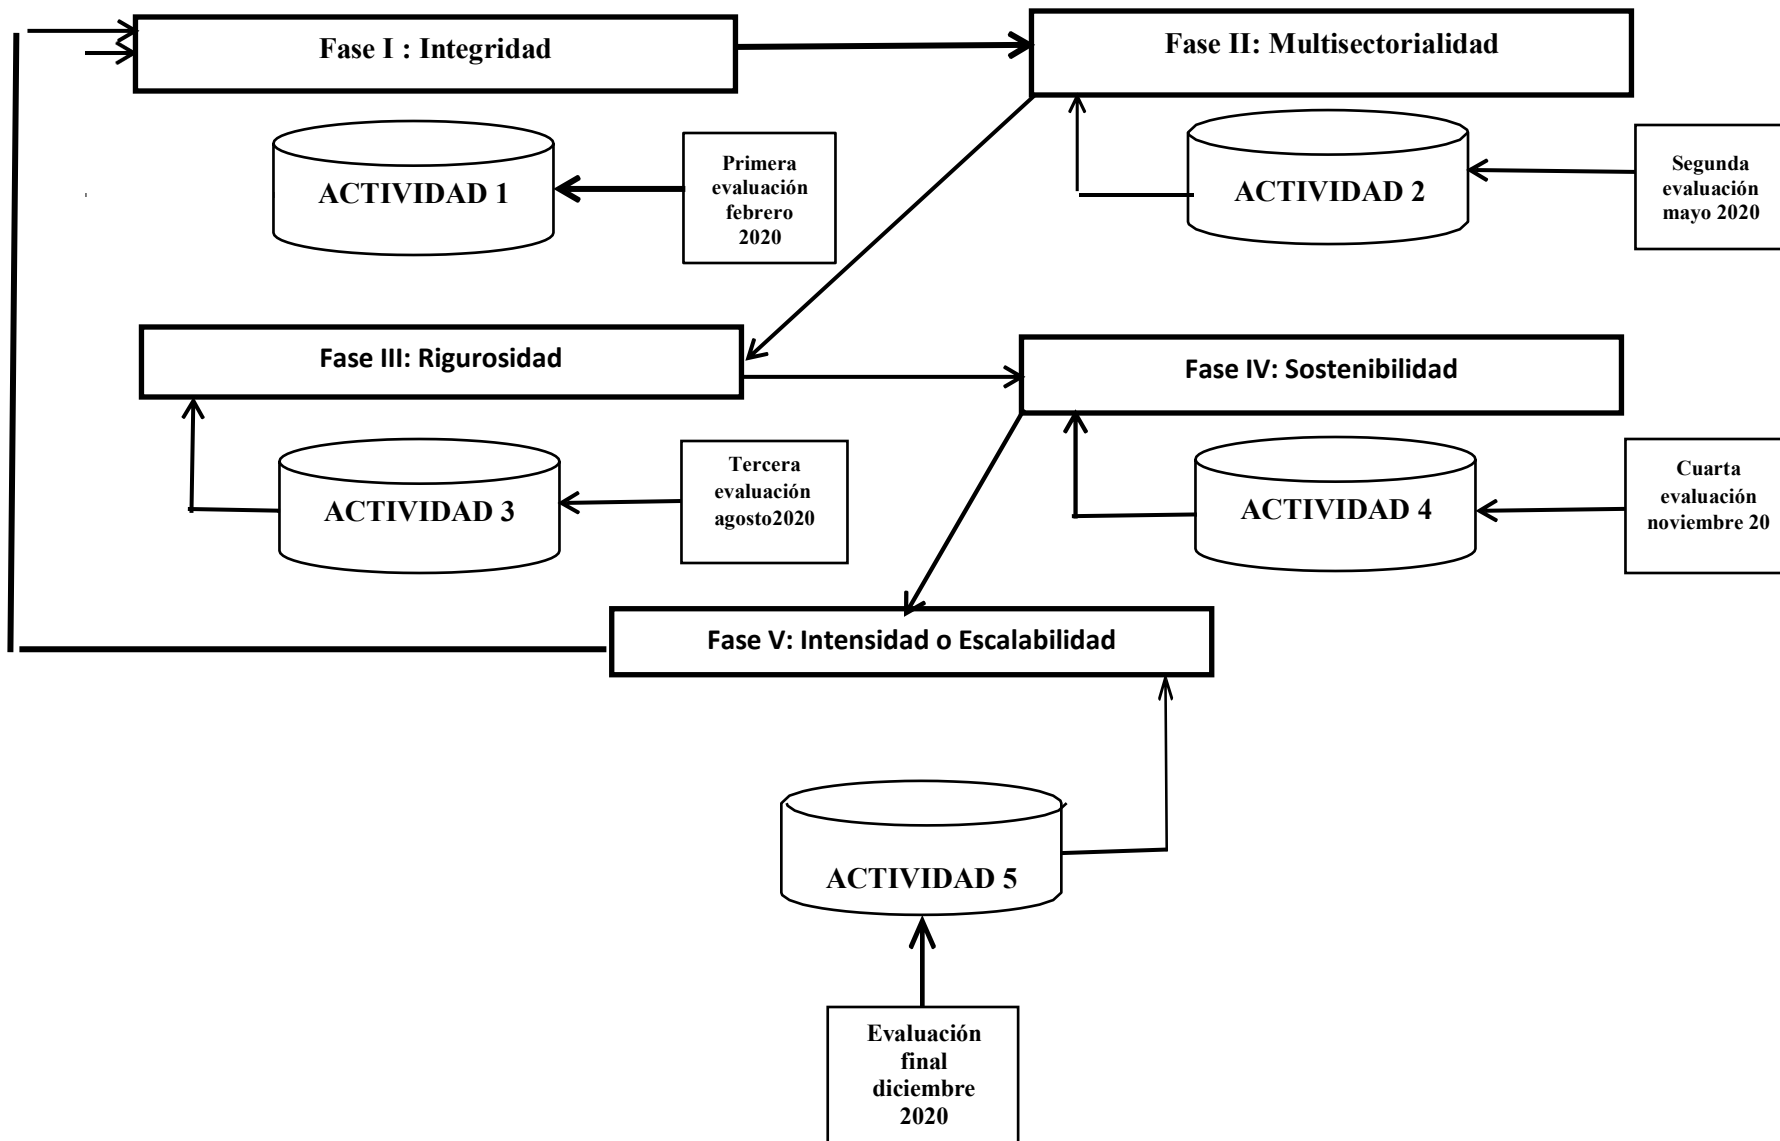 Fase I : Integridad
Fase II: Multisectorialidad
ACTIVIDAD 1
Primera
evaluación
febrero
2020
ACTIVIDAD 2
Segunda
evaluación
mayo 2020
Fase III: Rigurosidad
Fase IV: Sostenibilidad
ACTIVIDAD 3
Tercera
evaluación
agosto2020
ACTIVIDAD 4
Cuarta
evaluación
noviembre 20
Fase V: Intensidad o Escalabilidad
ACTIVIDAD 5
Evaluación
final
diciembre
2020